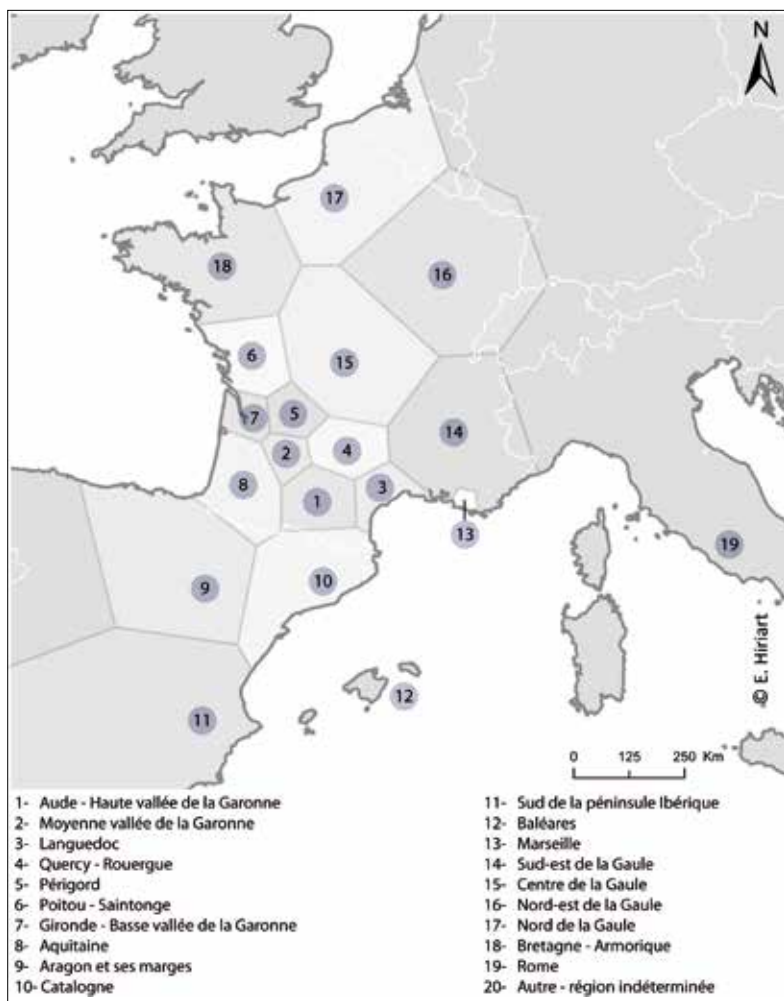 N
17
18
16
6
15
7
5
14
2
4
8
3
1
13
19
10
9
12
11
© E. Hiriart
0 125 250 Km
1- Aude - Haute vallée de la Garonne
2- Moyenne vallée de la Garonne
3- Languedoc
4- Quercy - Rouergue
5- Périgord
6- Poitou - Saintonge
7- Gironde - Basse vallée de la Garonne
8- Aquitaine
9- Aragon et ses marges
10- Catalogne
11- Sud de la péninsule Ibérique
12- Baléares
13- Marseille
14- Sud-est de la Gaule
15- Centre de la Gaule
16- Nord-est de la Gaule
17- Nord de la Gaule
18- Bretagne - Armorique
19- Rome
20- Autre - région indéterminée